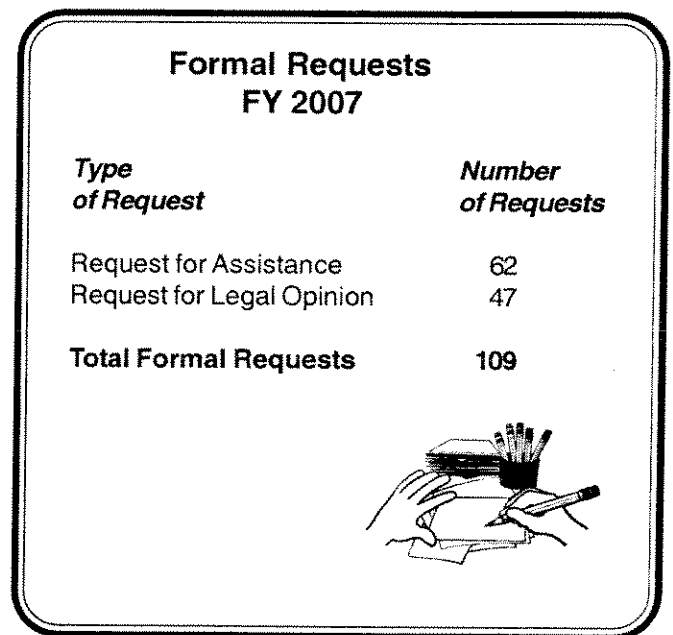 Formal Requests
FY 2007
Type
of Request
Number
of Requests
Request for Assistance 62
Request for Legal Opinion 47
Total Formal Requests 109